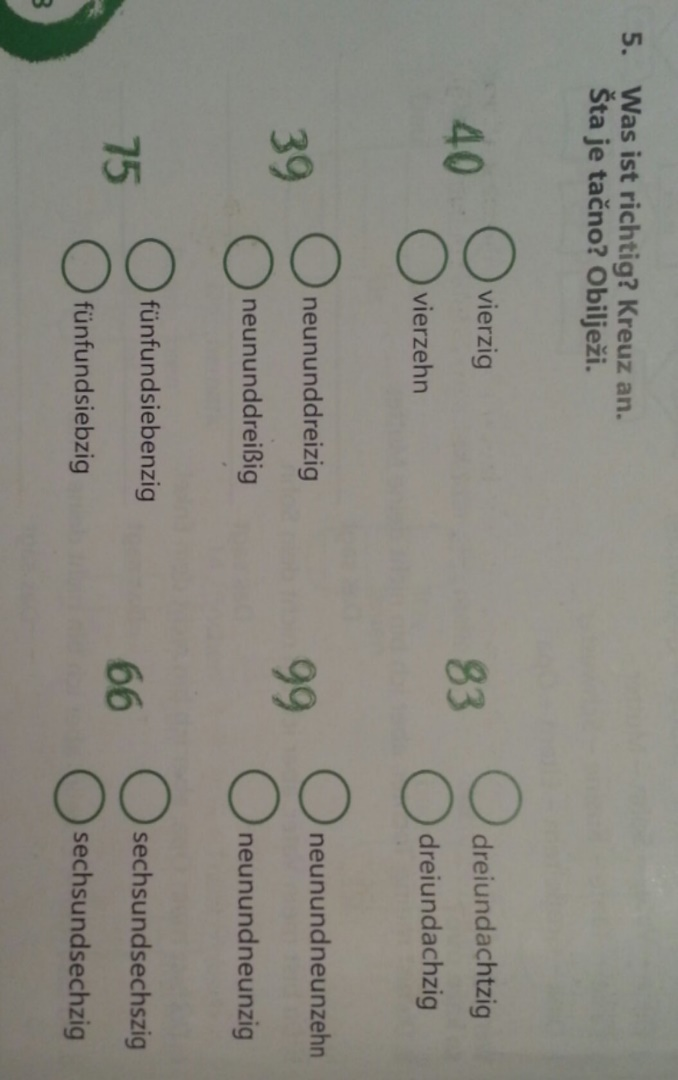 5. Was ist richtig? Kreuz an.
Šta je tačno? Obilježi.
40
vierzig
vierzehn
83
dreiundachtzig
dreiundachzig
39
neununddreizig
neununddreißig
99
neunundneunzehn
neunundneunzig
75
fünfundsiebenzig
fünfundsiebzig
66
sechsundsechszig
sechsundsechzig